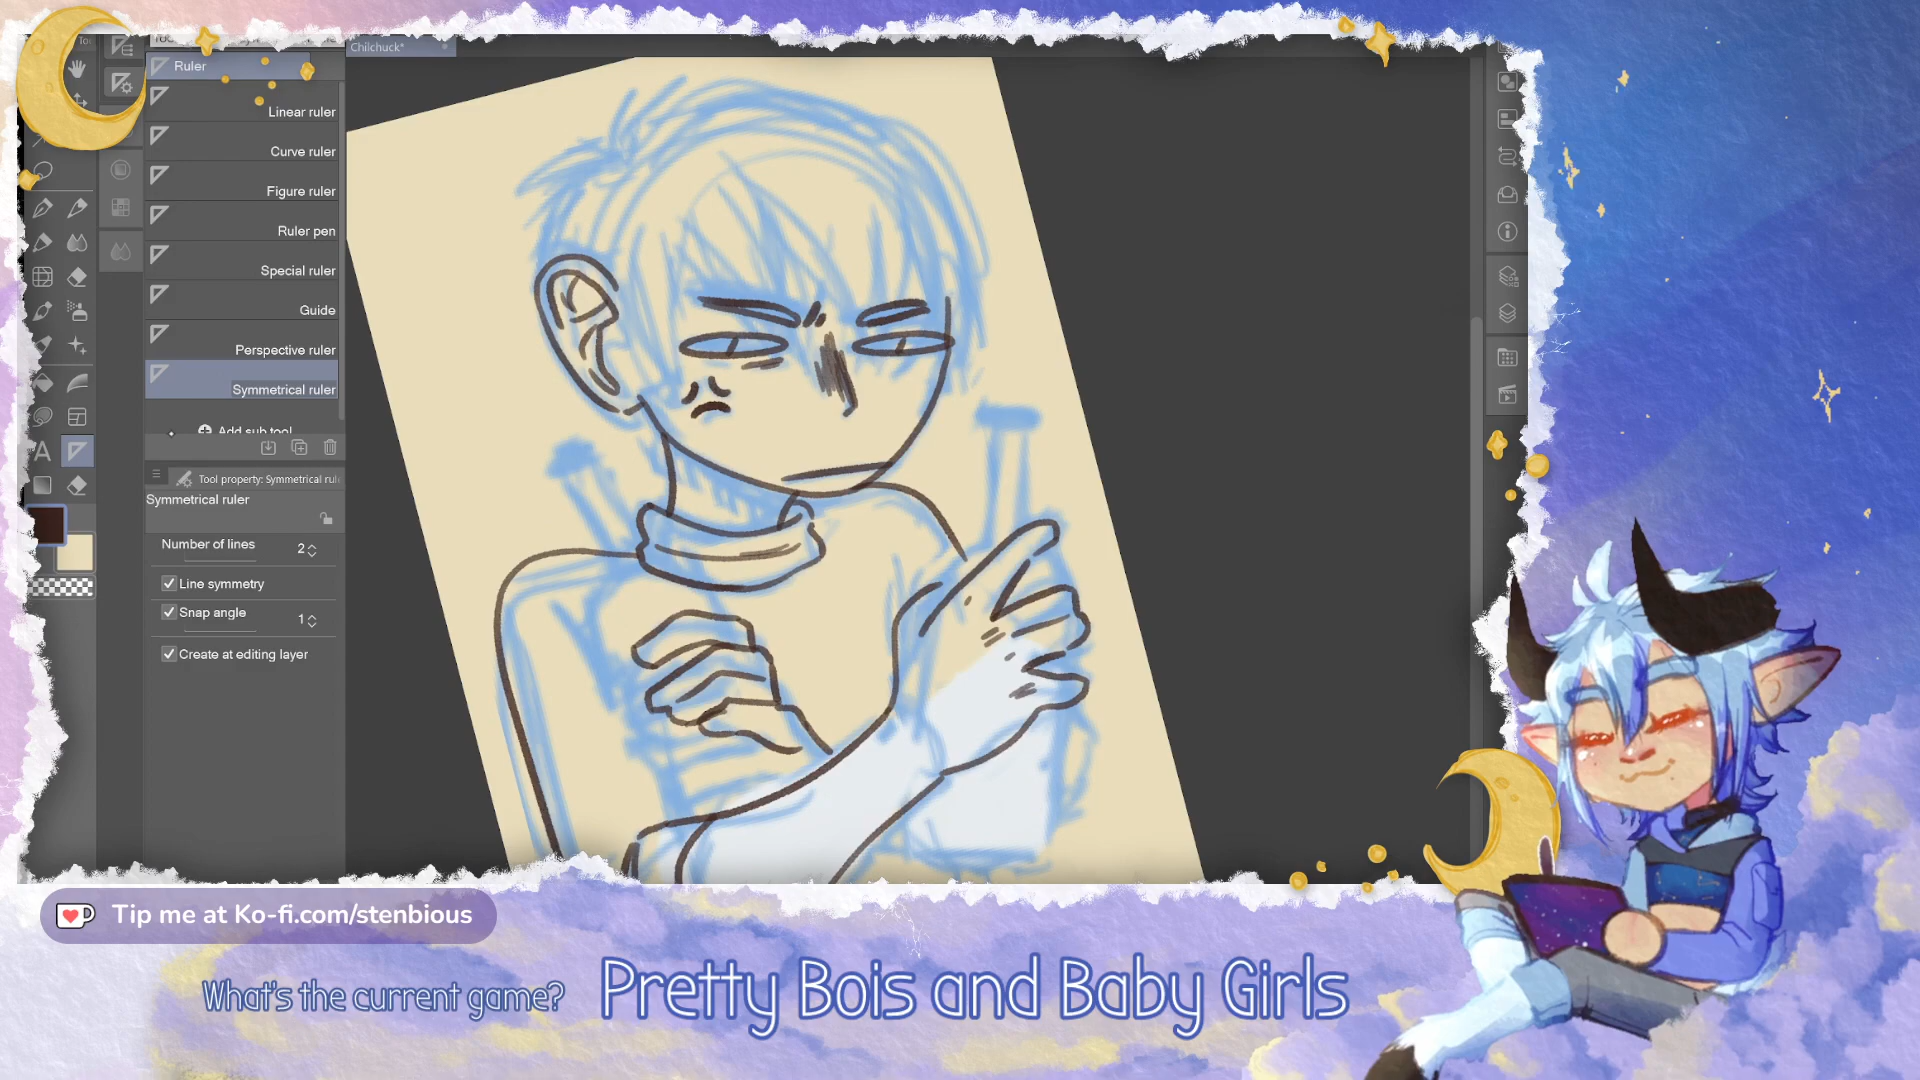 Chilchuck*
Ruler
Linear ruler
Curve ruler
Figure ruler
Ruler pen
Special ruler
Guide
Perspective ruler
Symmetrical ruler
Add sub tool
Tool property: Symmetrical rul
Symmetrical ruler
Number of lines 2
Line symmetry
Snap angle 1
Create at editing layer
Tip me at Ko-fi.com/stenbious
What's the current game? Pretty Bois and Baby Girls